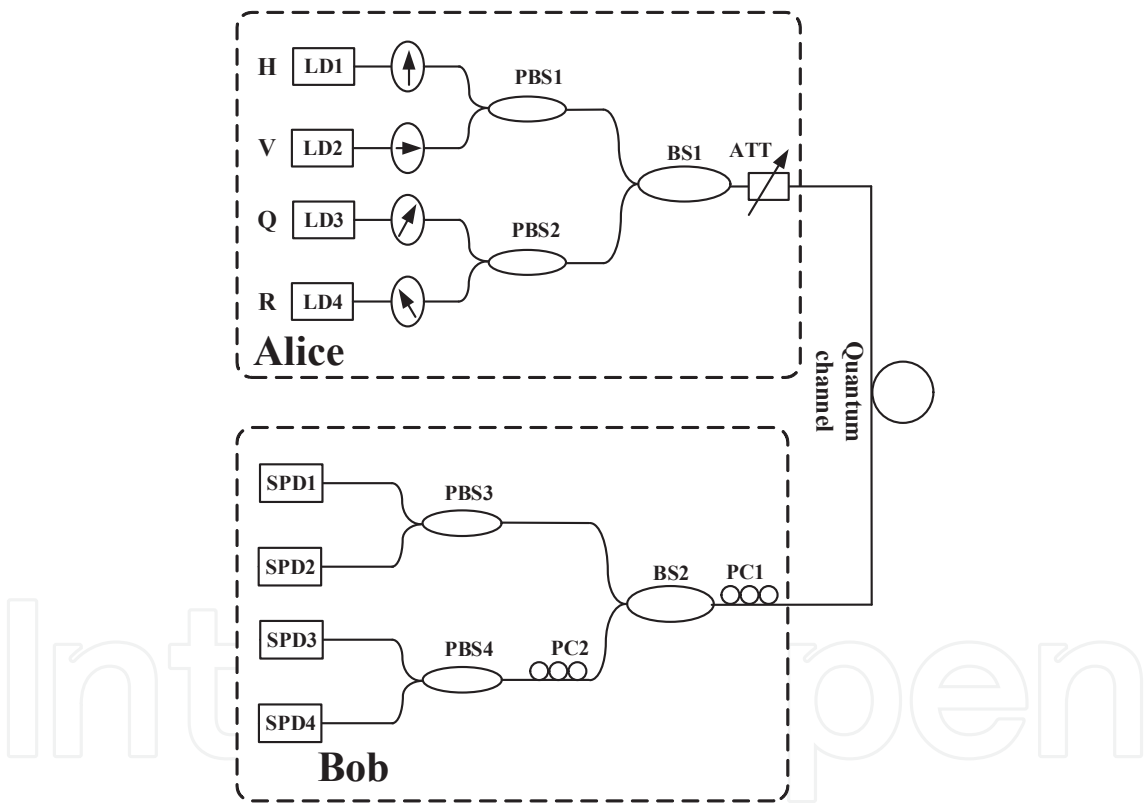 H LD1
PBS1
V LD2
BS1 ATT
Q LD3
PBS2
R LD4
Alice
Quantum
channel
SPD1
PBS3
SPD2
BS2 PC1
SPD3
PBS4 PC2
SPD4
Bob